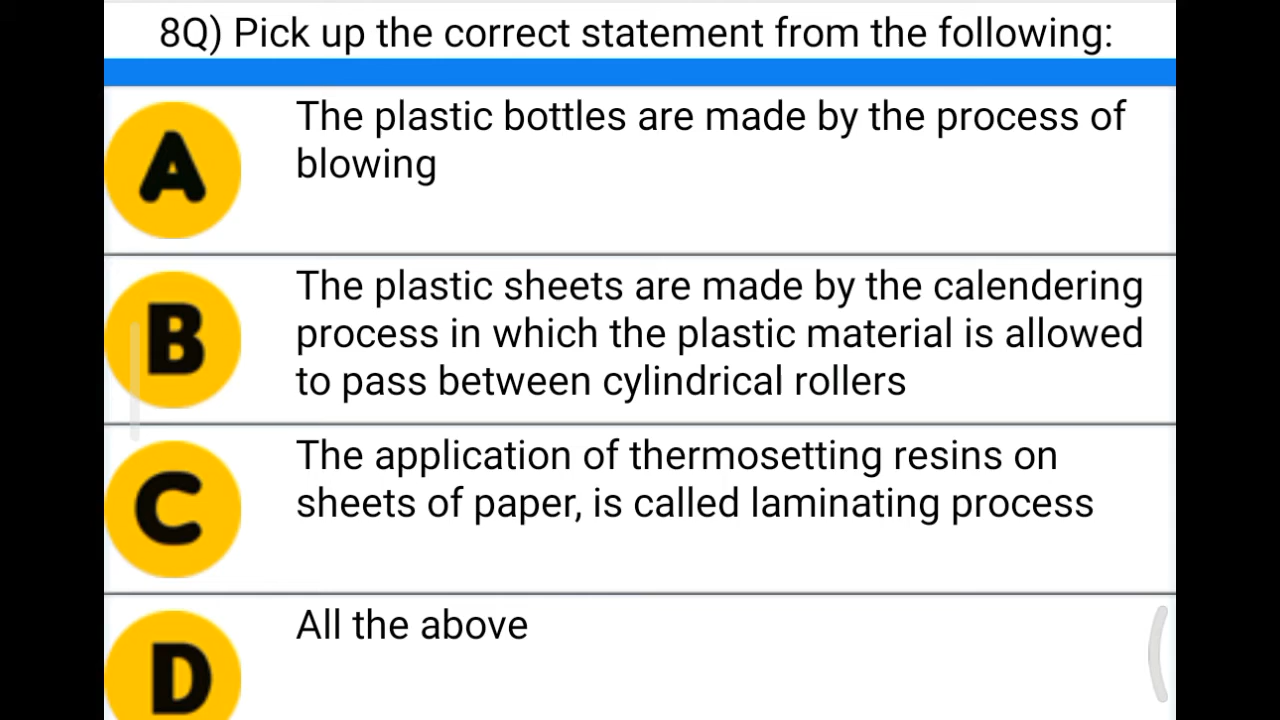 8Q) Pick up the correct statement from the following:
A
The plastic bottles are made by the process of
blowing
B
The plastic sheets are made by the calendering
process in which the plastic material is allowed
to pass between cylindrical rollers
C
The application of thermosetting resins on
sheets of paper, is called laminating process
D
All the above